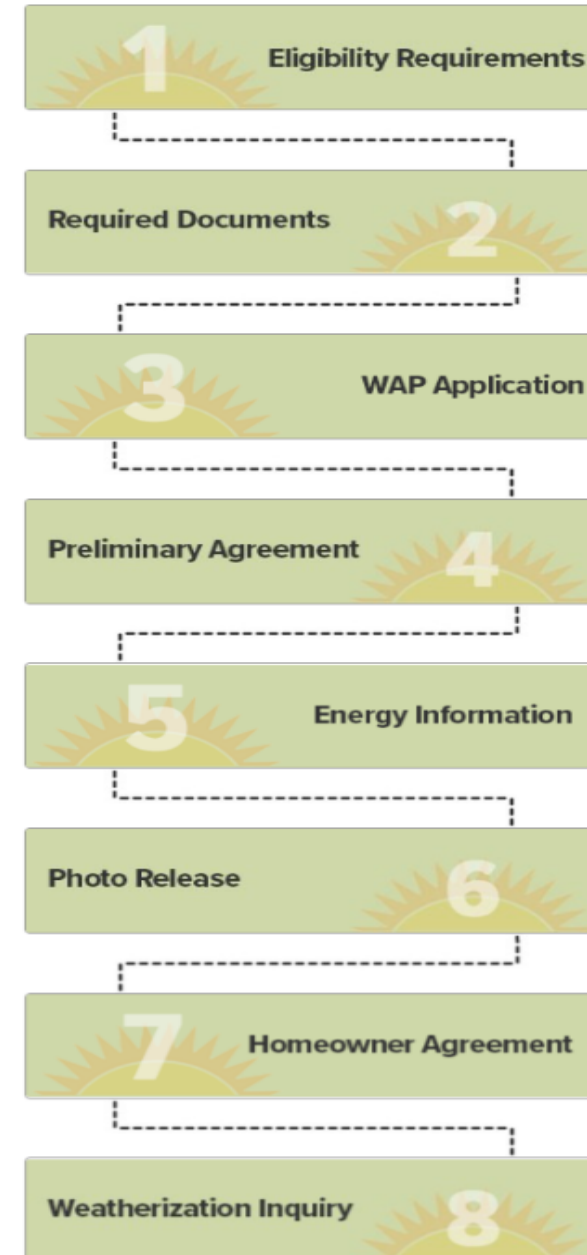 1 Eligibility Requirements
Required Documents 2
3 WAP Application
Preliminary Agreement 4
5 Energy Information
Photo Release 6
7 Homeowner Agreement
Weatherization Inquiry 8